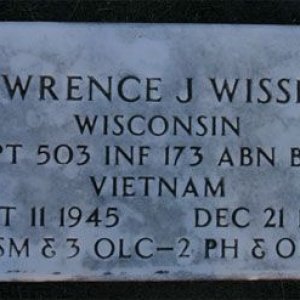 WRENCE J WISS
WISCONSIN
PT 503 INF 173 ABN B
VIETNAM
T 11 1945 DEC 21
SM & 3 OLC-2 PH & O